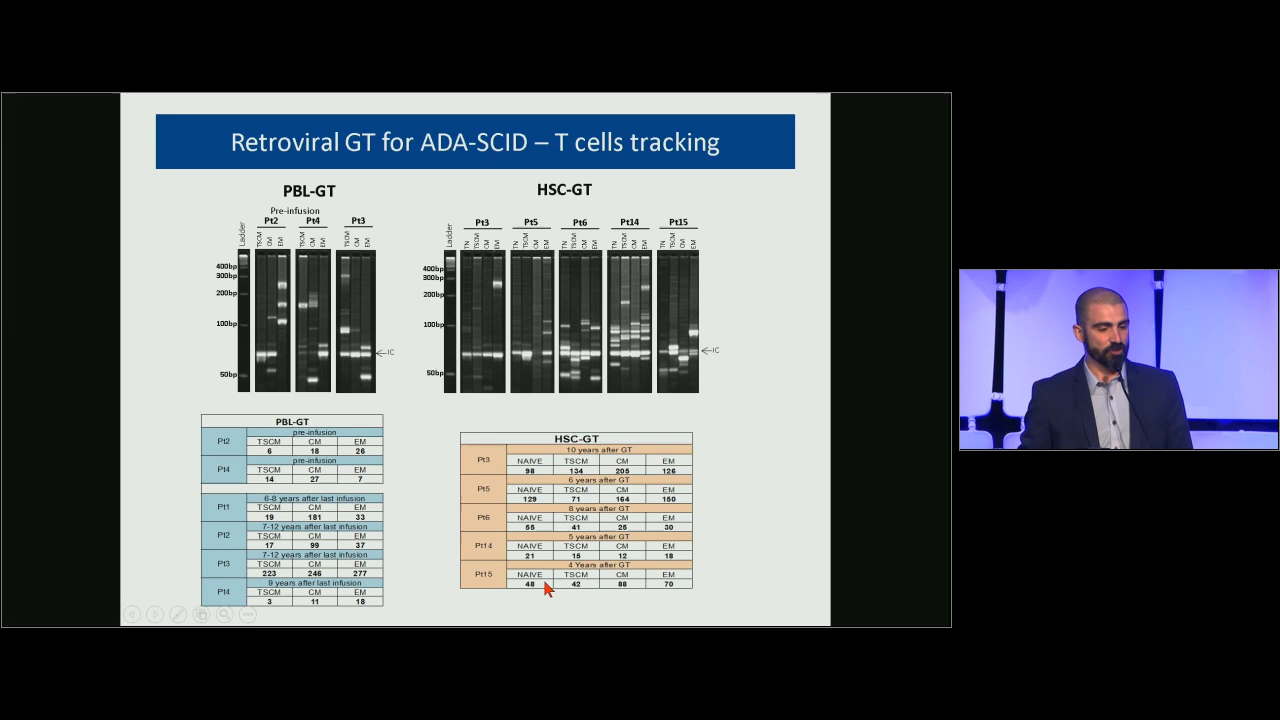 Retroviral GT for ADA-SCID – T cells tracking
PBL-GT
Pre-infusion
Pt2 Pt4 Pt3
Ladder TSCM CM EM TSCM CM EM TSCM CM EM
400bp
300bp
200bp
100bp
50bp
IC
HSC-GT
Pt3 Pt5 Pt6 Pt14 Pt15
Ladder TN TSCM CM EM TN TSCM CM EM TN TSCM CM EM TN TSCM CM EM TN TSCM CM EM
400bp
300bp
200bp
100bp
50bp
IC
PBL-GT
Pt2
pre-infusion
TSCM CM EM
6 18 26
Pt4
pre-infusion
TSCM CM EM
14 27 7
Pt1
6-8 years after last infusion
TSCM CM EM
19 181 33
Pt2
7-12 years after last infusion
TSCM CM EM
17 99 37
Pt3
7-12 years after last infusion
TSCM CM EM
223 246 277
Pt4
9 years after last infusion
TSCM CM EM
3 11 18
HSC-GT
Pt3
10 years after GT
NAIVE TSCM CM EM
98 134 205 126
Pt5
6 years after GT
NAIVE TSCM CM EM
129 71 164 150
Pt6
8 years after GT
NAIVE TSCM CM EM
55 41 25 30
Pt14
5 years after GT
NAIVE TSCM CM EM
21 15 12 18
Pt15
4 Years after GT
NAIVE TSCM CM EM
48 42 88 70